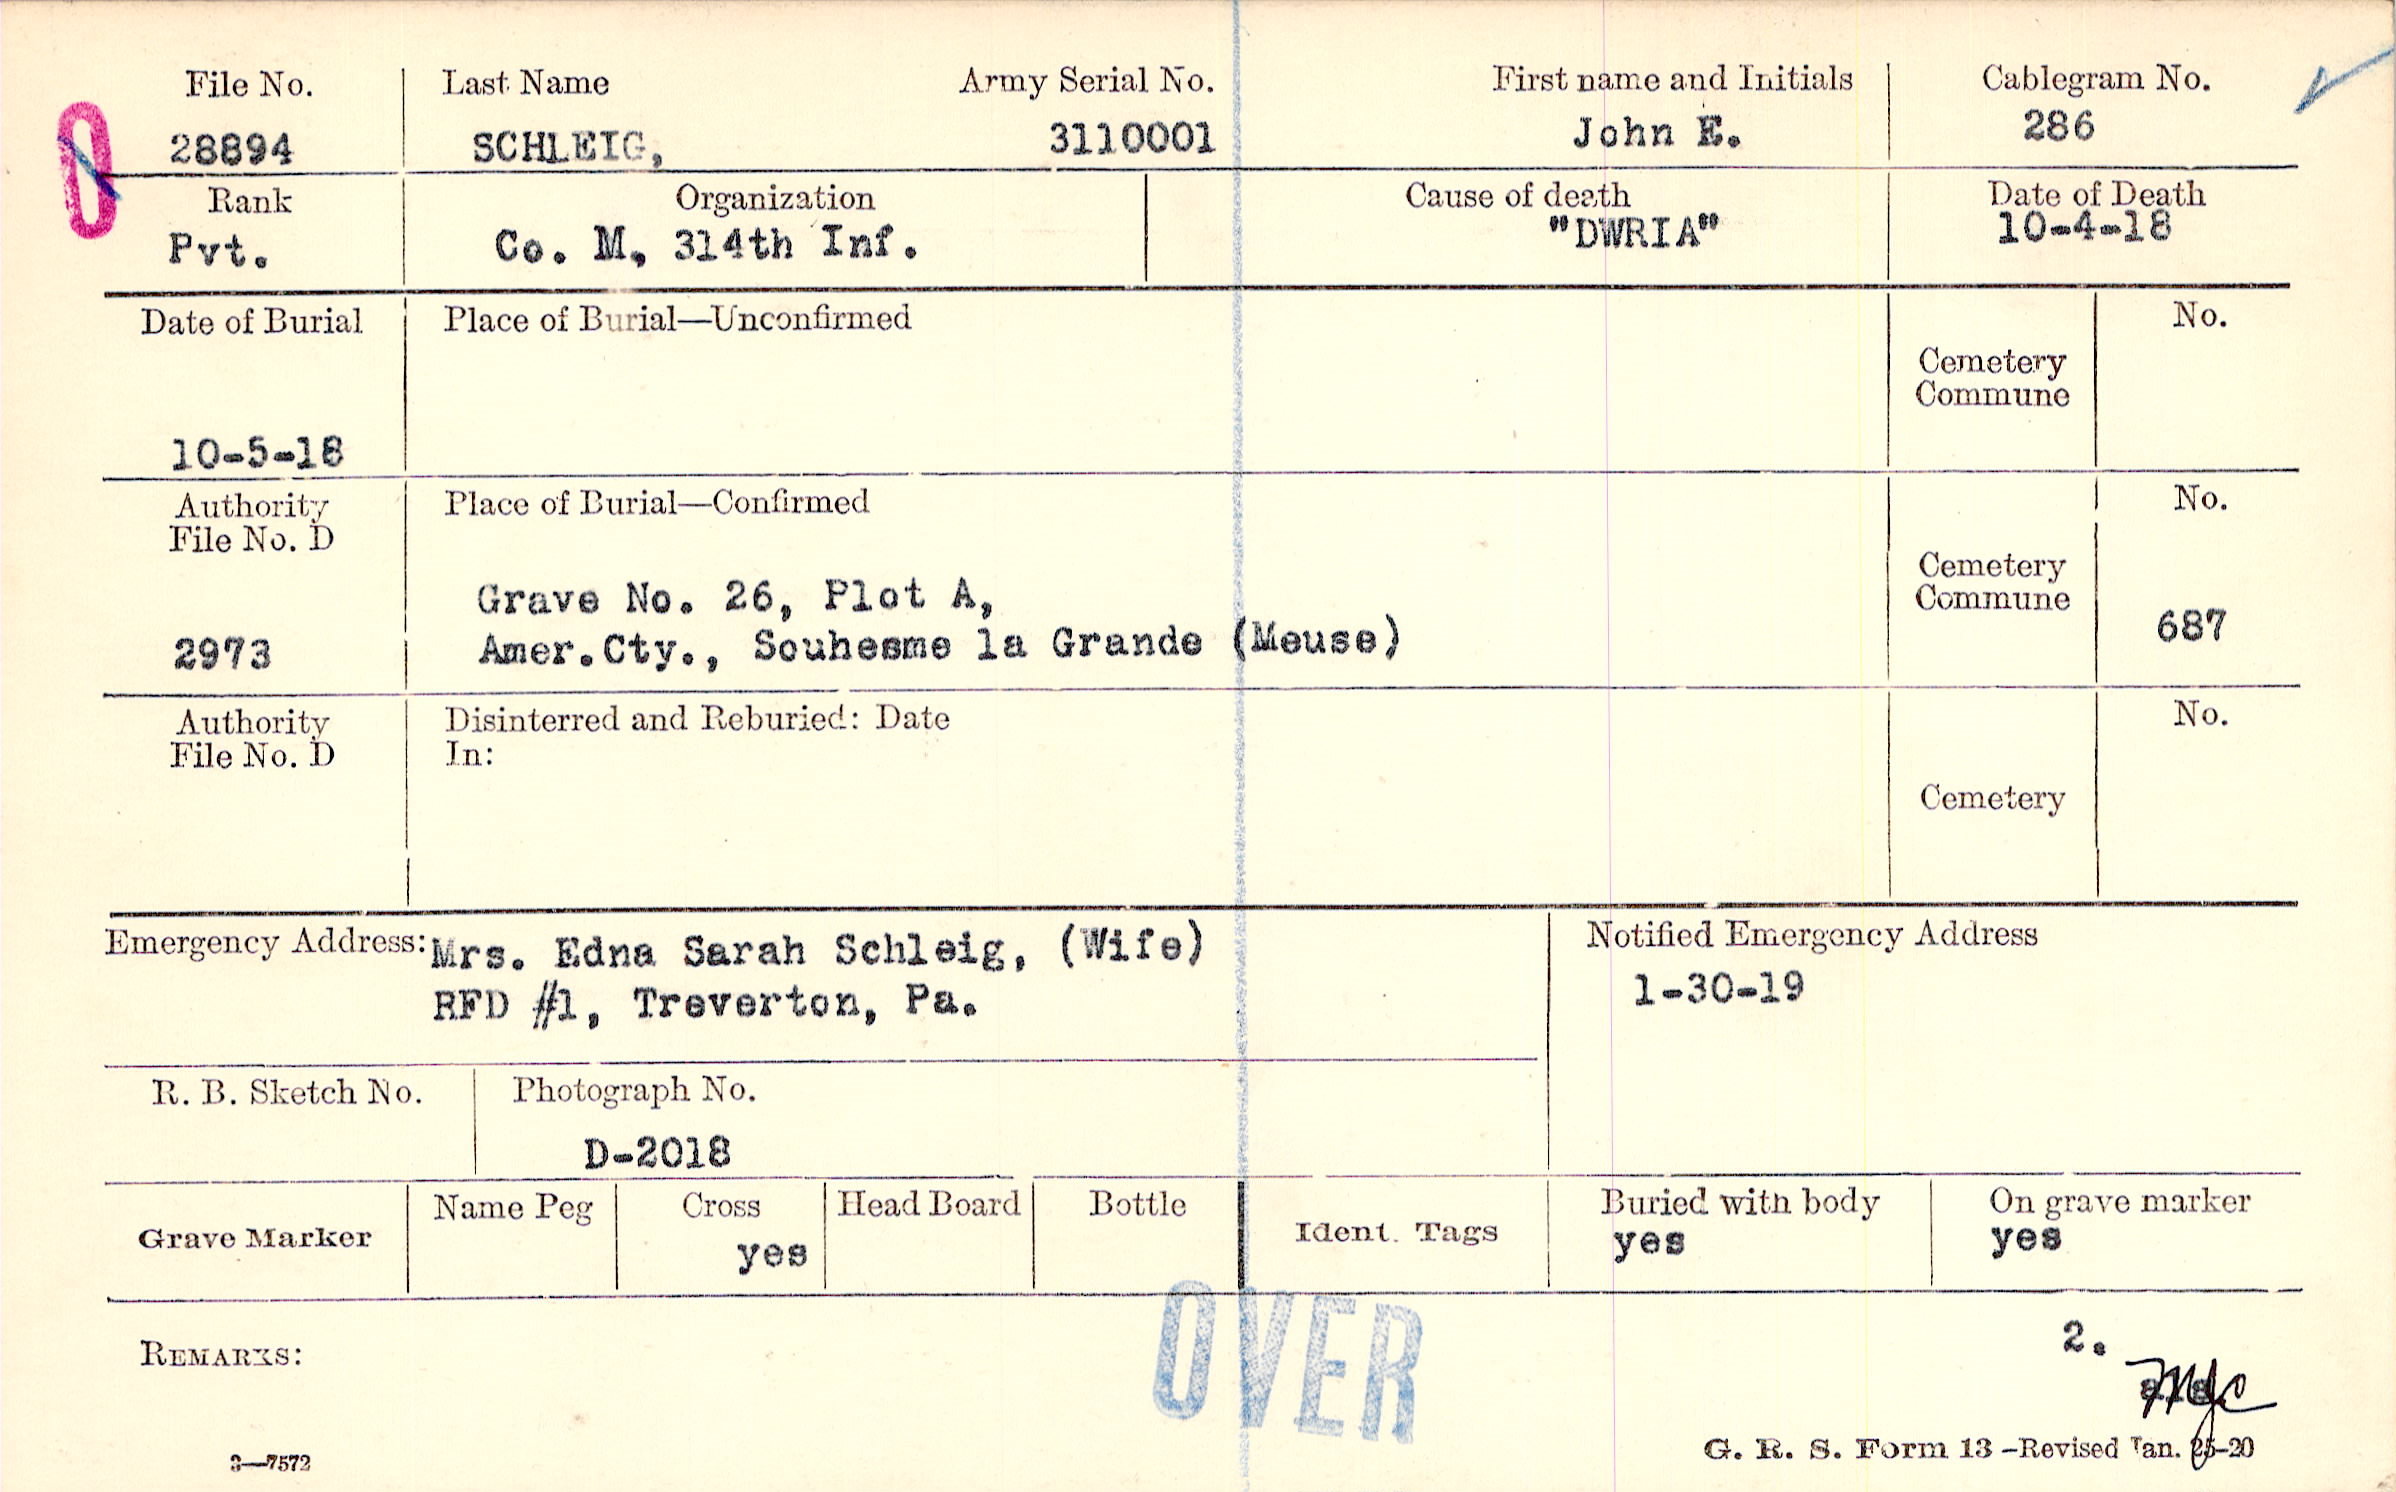 File No. Last Name Army Serial No. First name and Initials Cablegram No.
28894 SCHLEIG, 3110001 John E. 286
Rank Organization Cause of death Date of Death
Pvt. Co. M, 314th Inf. "DWRIA" 10-4-18
Date of Burial Place of Burial—Unconfirmed No.
Cemetery
Commune
10-5-18
Authority Place of Burial—Confirmed No.
File No. D
Cemetery
Commune
Grave No. 26, Plot A,
687
2973 Amer.Cty., Souhesme la Grande (Meuse)
Authority Disinterred and Reburied: Date No.
File No. D In:
Cemetery
Emergency Address: Mrs. Edna Sarah Schleig, (Wife) Notified Emergency Address
RFD #1, Treverton, Pa. 1-30-19
R. B. Sketch No. Photograph No.
D-2018
Grave Marker Name Peg Cross Head Board Bottle Ident. Tags Buried with body On grave marker
yes yes yes
OVER
2.
REMARKS:
3—7572 G. R. S. Form 13-Revised Jan. 25-20